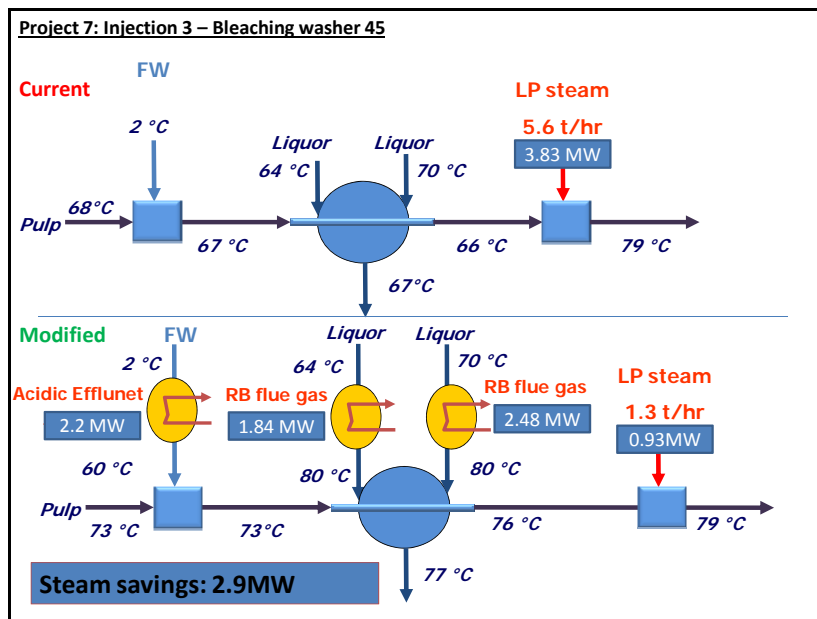 Project 7: Injection 3 – Bleaching washer 45
FW
Current
LP steam
2 °C
Liquor
Liquor
5.6 t/hr
64 °C
70 °C
3.83 MW
68°C
Pulp
67 °C
66 °C
79 °C
67°C
Modified
FW
Liquor
Liquor
2 °C
64 °C
70 °C
Acidic Efflunet
RB flue gas
RB flue gas
LP steam
2.2 MW
1.84 MW
2.48 MW
1.3 t/hr
0.93MW
60 °C
80 °C
80 °C
Pulp
73 °C
73°C
76 °C
79 °C
77 °C
Steam savings: 2.9MW